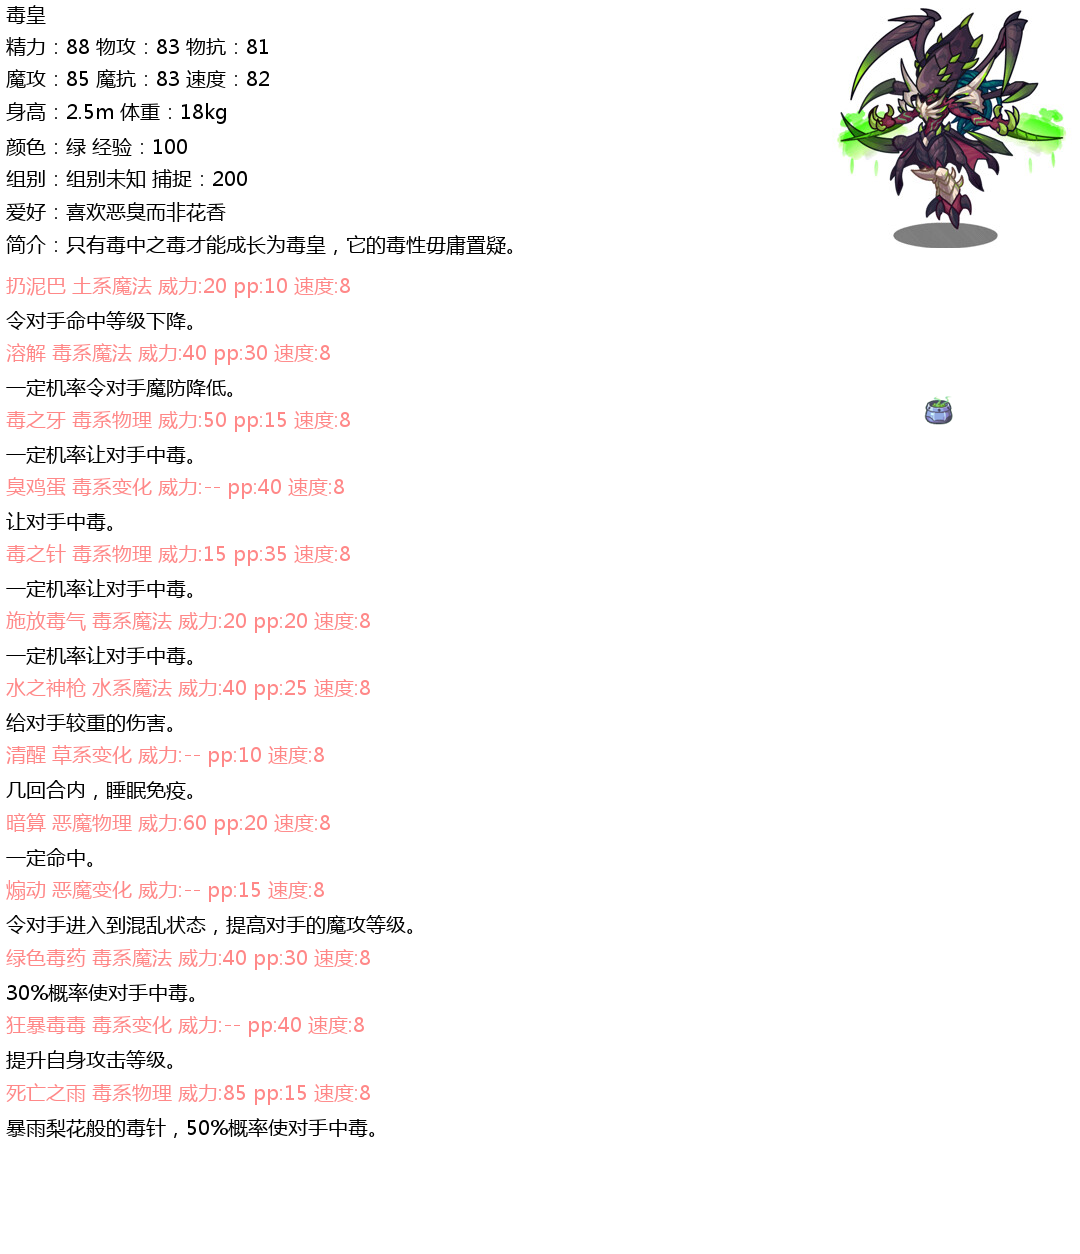 毒皇
精力：88 物攻：83 物抗：81
魔攻：85 魔抗：83 速度：82
身高：2.5m 体重：18kg
颜色：绿 经验：100
组别：组别未知 捕捉：200
爱好：喜欢恶臭而非花香
简介：只有毒中之毒才能成长为毒皇，它的毒性毋庸置疑。
扔泥巴 土系魔法 威力:20 pp:10 速度:8
令对手命中等级下降。
溶解 毒系魔法 威力:40 pp:30 速度:8
一定机率令对手魔防降低。
毒之牙 毒系物理 威力:50 pp:15 速度:8
一定机率让对手中毒。
臭鸡蛋 毒系变化 威力:-- pp:40 速度:8
让对手中毒。
毒之针 毒系物理 威力:15 pp:35 速度:8
一定机率让对手中毒。
施放毒气 毒系魔法 威力:20 pp:20 速度:8
一定机率让对手中毒。
水之神枪 水系魔法 威力:40 pp:25 速度:8
给对手较重的伤害。
清醒 草系变化 威力:-- pp:10 速度:8
几回合内，睡眠免疫。
暗算 恶魔物理 威力:60 pp:20 速度:8
一定命中。
煽动 恶魔变化 威力:-- pp:15 速度:8
令对手进入到混乱状态，提高对手的魔攻等级。
绿色毒药 毒系魔法 威力:40 pp:30 速度:8
30%概率使对手中毒。
狂暴毒毒 毒系变化 威力:-- pp:40 速度:8
提升自身攻击等级。
死亡之雨 毒系物理 威力:85 pp:15 速度:8
暴雨梨花般的毒针，50%概率使对手中毒。